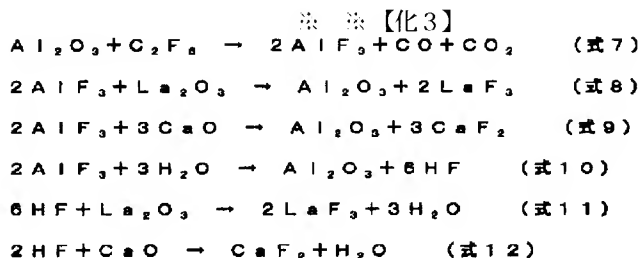 ※ ※【化3】
Al₂O₃+C₂F₆ → 2AlF₃+CO+CO₂ (式7)
2AlF₃+La₂O₃ → Al₂O₃+2LaF₃ (式8)
2AlF₃+3CaO → Al₂O₃+3CaF₂ (式9)
2AlF₃+3H₂O → Al₂O₃+6HF (式10)
6HF+La₂O₃ → 2LaF₃+3H₂O (式11)
2HF+CaO → CaF₂+H₂O (式12)